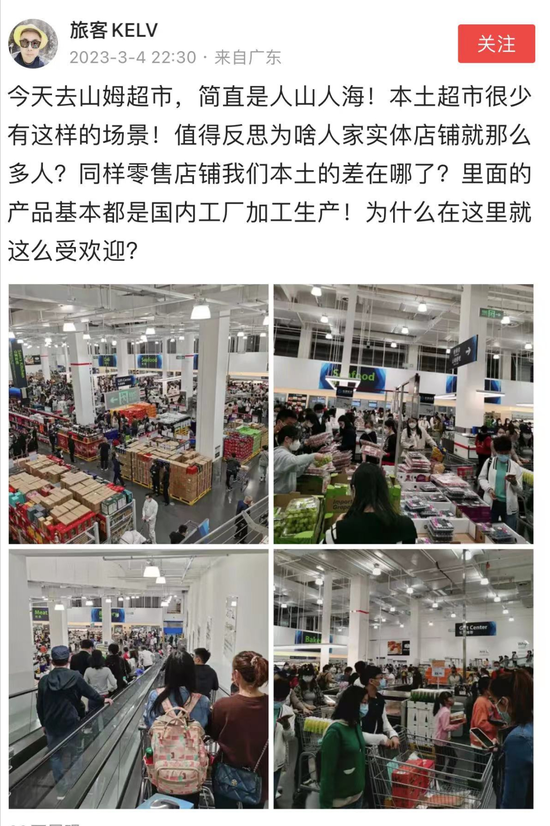 旅客KELV
2023-3-4 22:30 · 来自广东
关注
今天去山姆超市，简直是人山人海！本土超市很少
有这样的场景！值得反思为啥人家实体店铺就那么
多人？同样零售店铺我们本土的差在哪了？里面的
产品基本都是国内工厂加工生产！为什么在这里就
这么受欢迎？
Seafood
Meat